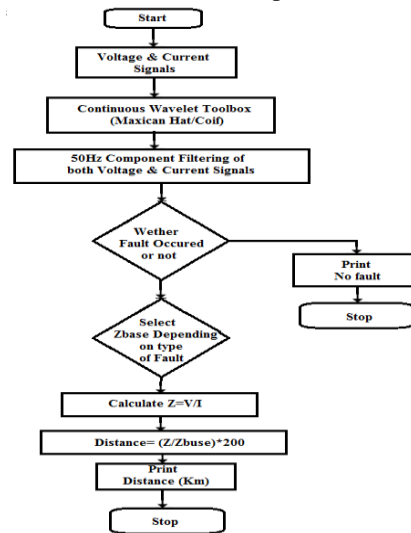 Start
Voltage & Current
Signals
Continuous Wavelet Toolbox
(Maxican Hat/Coif)
50Hz Component Filtering of
both Voltage & Current Signals
Wether
Fault Occured
or not
Print
No fault
Stop
Select
Zbase Depending
on type
of Fault
Calculate Z=V/I
Distance= (Z/Zbuse)*200
Print
Distance (Km)
Stop